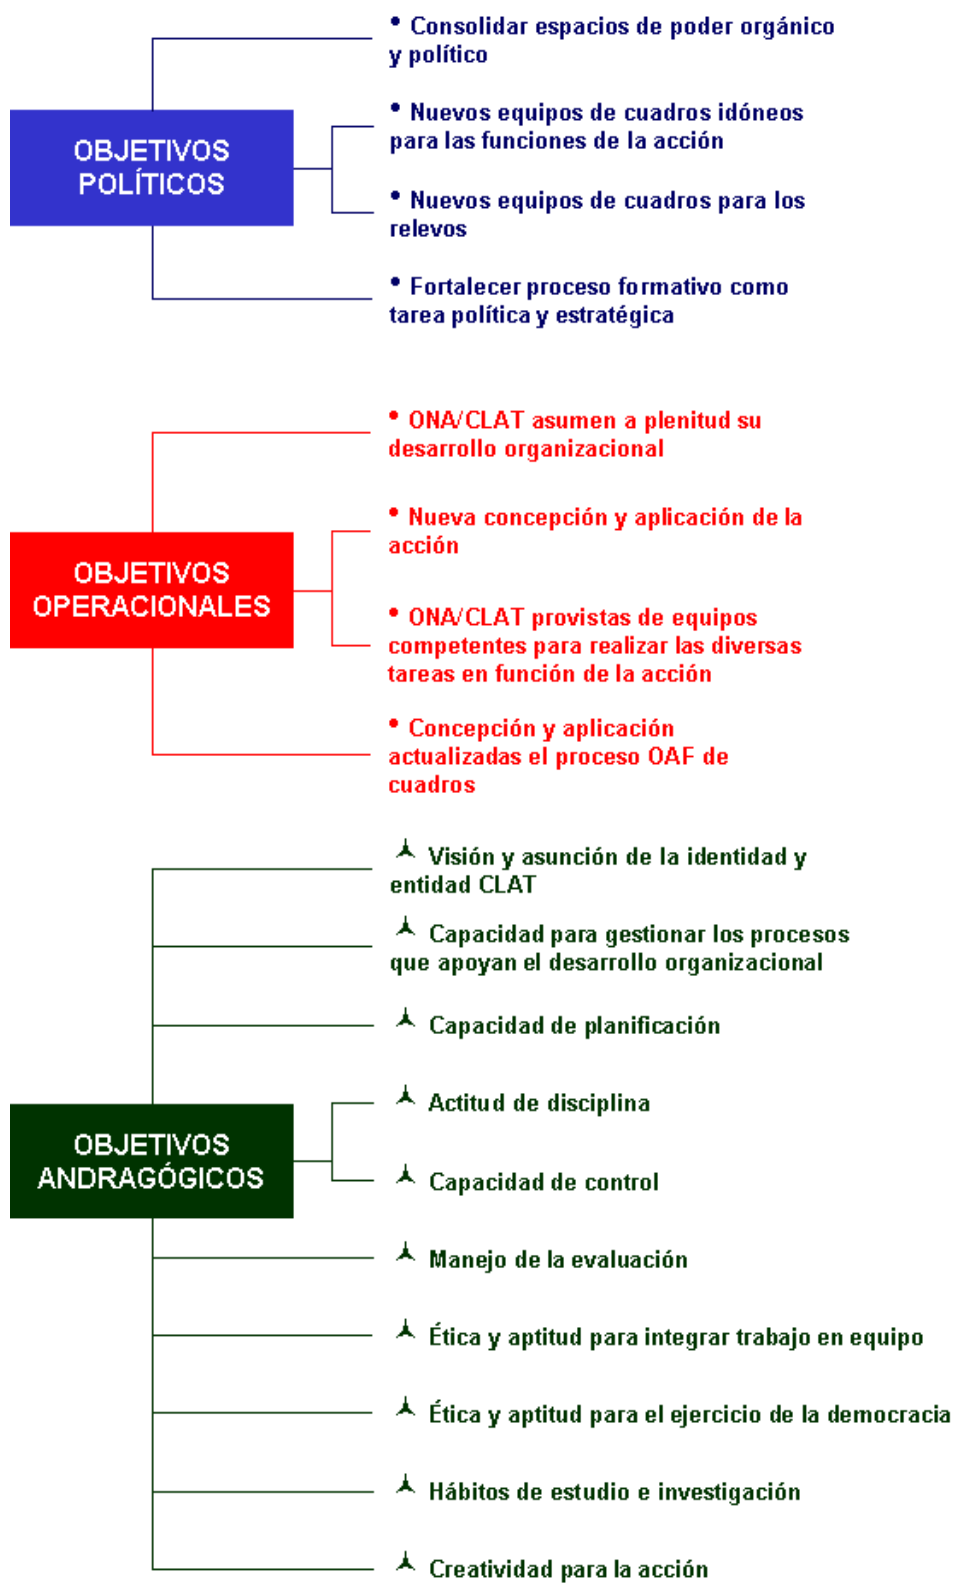 • Consolidar espacios de poder orgánico
y político
OBJETIVOS
POLÍTICOS
• Nuevos equipos de cuadros idóneos
para las funciones de la acción
• Nuevos equipos de cuadros para los
relevos
• Fortalecer proceso formativo como
tarea política y estratégica
• ONA/CLAT asumen a plenitud su
desarrollo organizacional
• Nueva concepción y aplicación de la
acción
OBJETIVOS
OPERACIONALES
• ONA/CLAT provistas de equipos
competentes para realizar las diversas
tareas en función de la acción
• Concepción y aplicación
actualizadas el proceso OAF de
cuadros
Visión y asunción de la identidad y
entidad CLAT
Capacidad para gestionar los procesos
que apoyan el desarrollo organizacional
Capacidad de planificación
OBJETIVOS
ANDRAGÓGICOS
Actitud de disciplina
Capacidad de control
Manejo de la evaluación
Ética y aptitud para integrar trabajo en equipo
Ética y aptitud para el ejercicio de la democracia
Hábitos de estudio e investigación
Creatividad para la acción